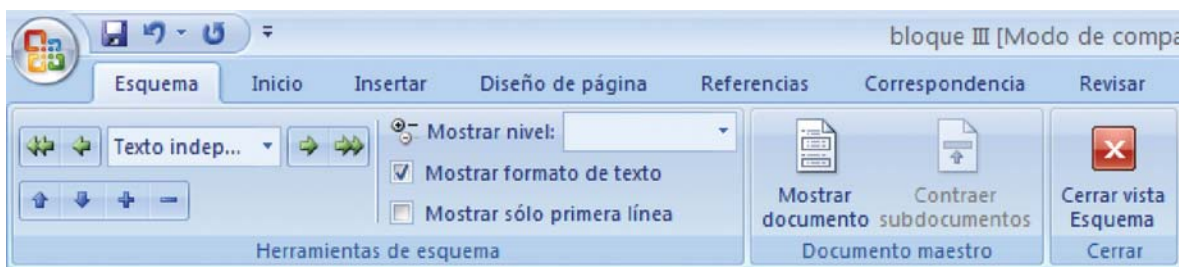 bloque III [Modo de compa
Esquema Inicio Insertar Diseño de página Referencias Correspondencia Revisar
Texto indep... Mostrar nivel:
Mostrar formato de texto
Mostrar sólo primera línea
Mostrar documento
Contraer subdocumentos
Cerrar vista Esquema
Herramientas de esquema Documento maestro Cerrar